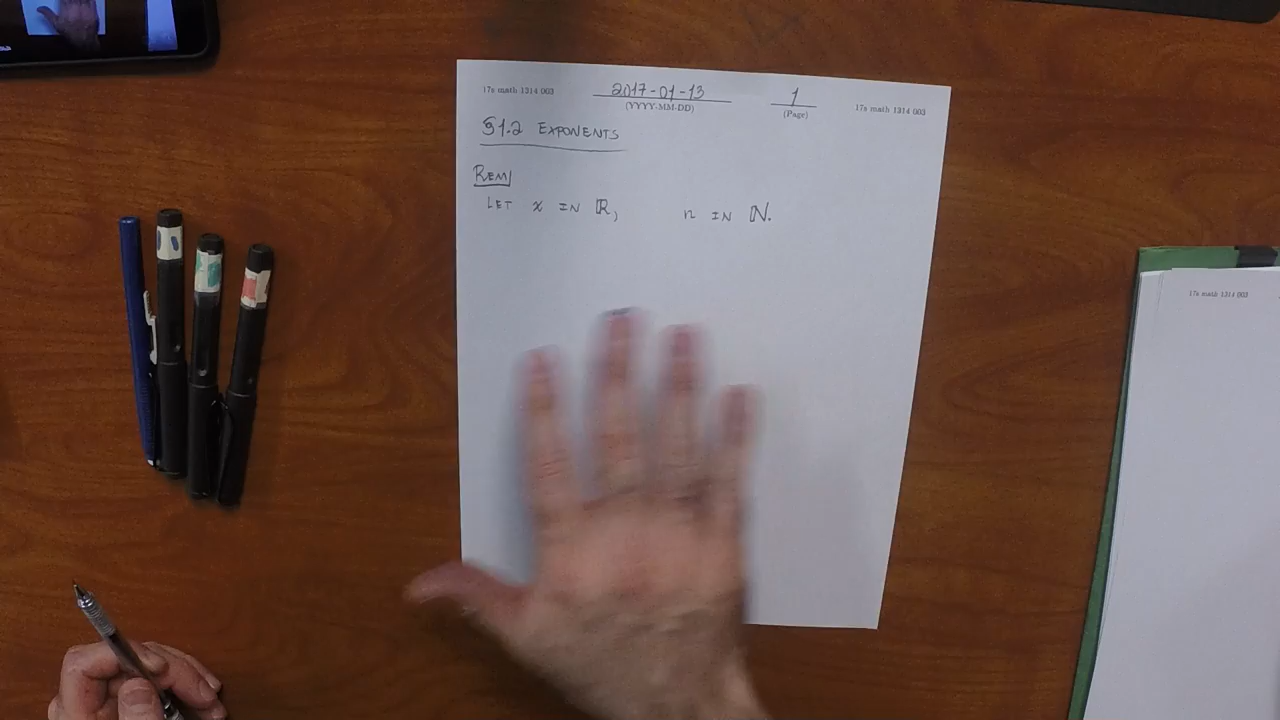 17s math 1314 003 2017-01-13 1 17s math 1314 003
(YYYY-MM-DD) (Page)
§1.2 EXPONENTS
REM
LET x IN ℝ, n IN ℕ.
17s math 1314 003